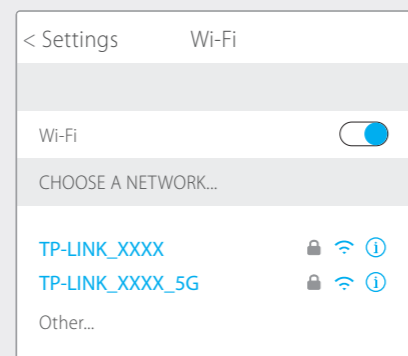 < Settings Wi-Fi
Wi-Fi
CHOOSE A NETWORK...
TP-LINK_XXXX
TP-LINK_XXXX_5G
Other...